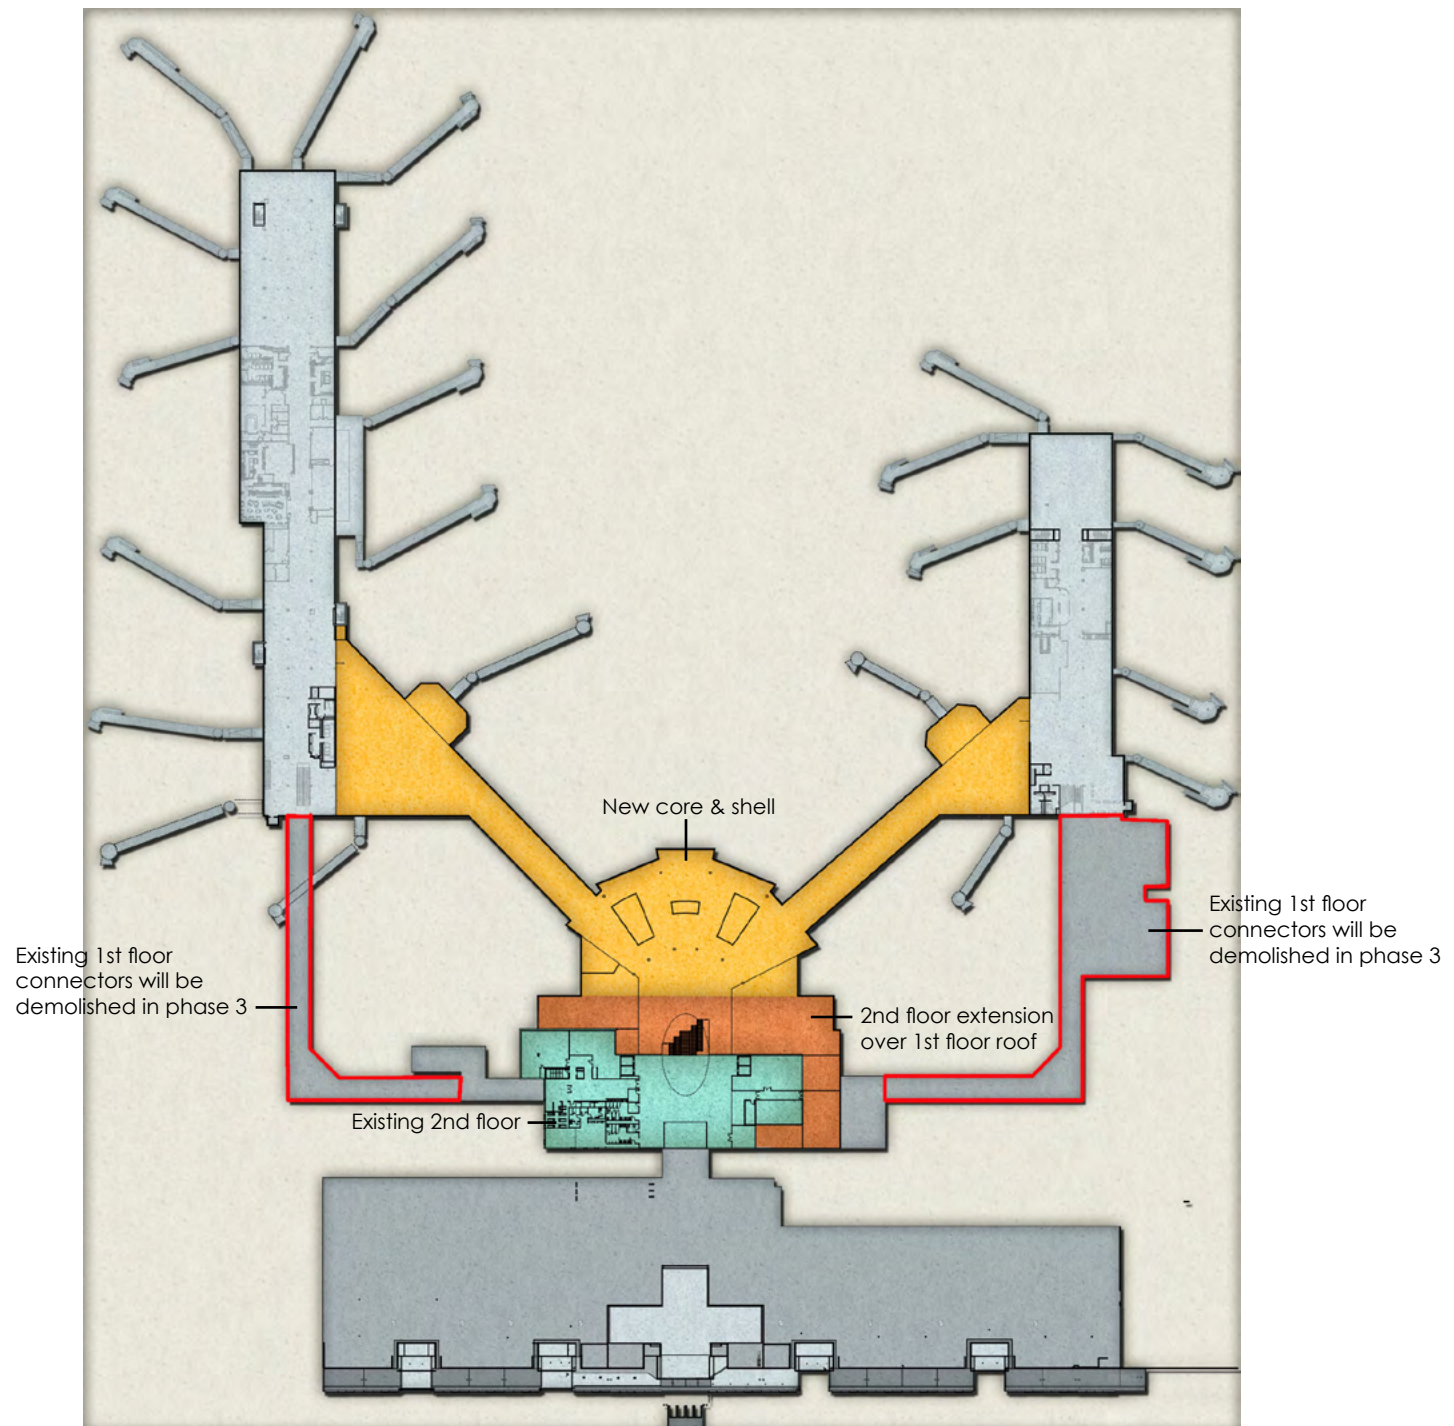 New core & shell
Existing 1st floor
connectors will be
demolished in phase 3
Existing 1st floor
connectors will be
demolished in phase 3
2nd floor extension
over 1st floor roof
Existing 2nd floor